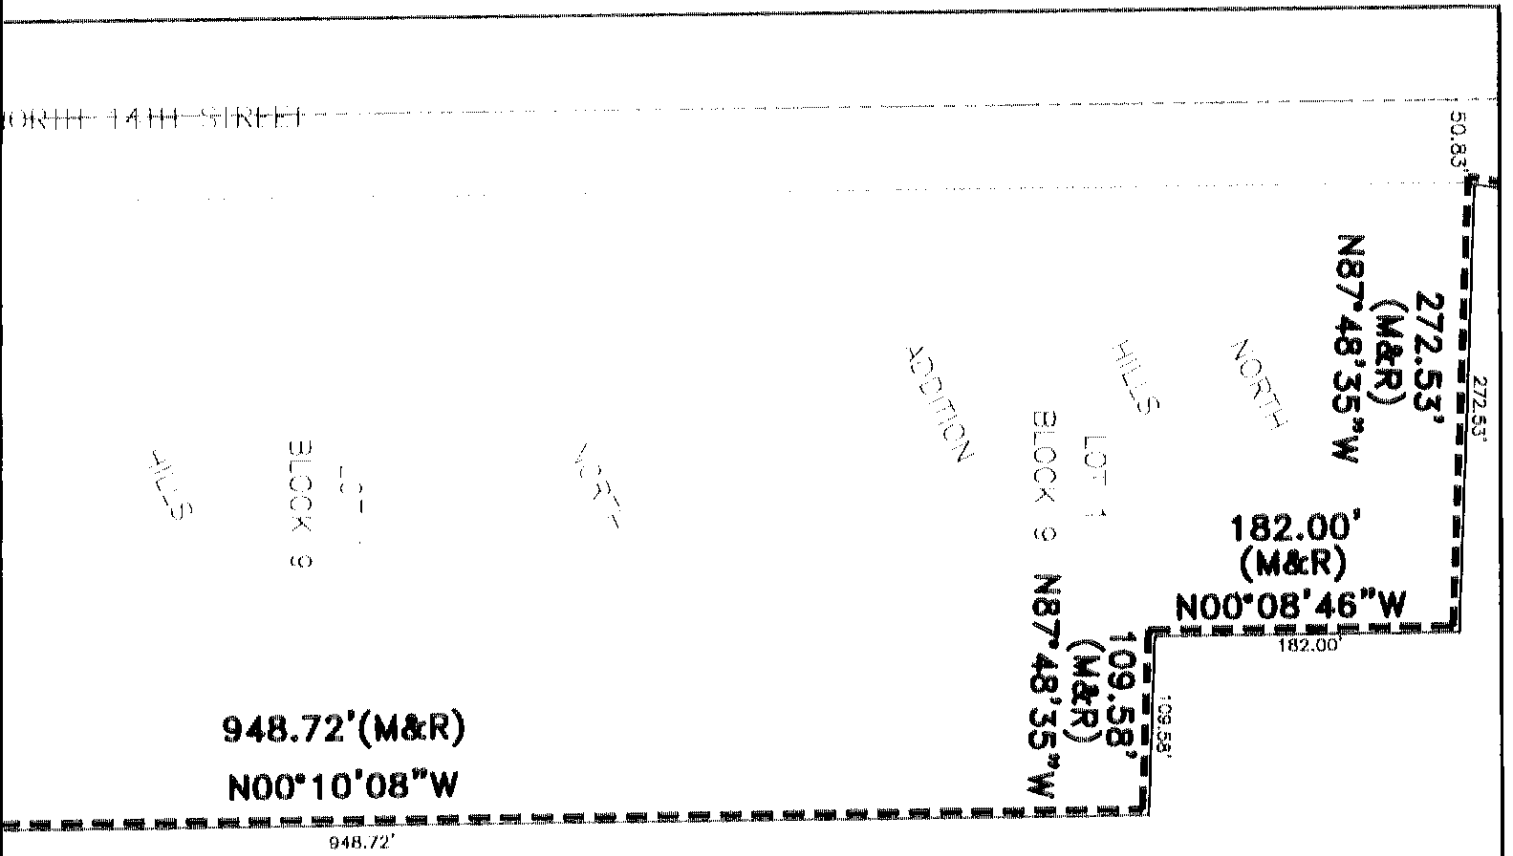 ORTH 14TH STREET
50.83'
272.53'
(M&R)
N87°48'35"W
272.53'
NORTH
HILLS
ADDITION
LOT 1
BLOCK 9
182.00'
(M&R)
N00°08'46"W
182.00'
109.58'
(M&R)
N87°48'35"W
109.58'
NORTH
BLOCK 9
HILLS
948.72'(M&R)
N00°10'08"W
948.72'